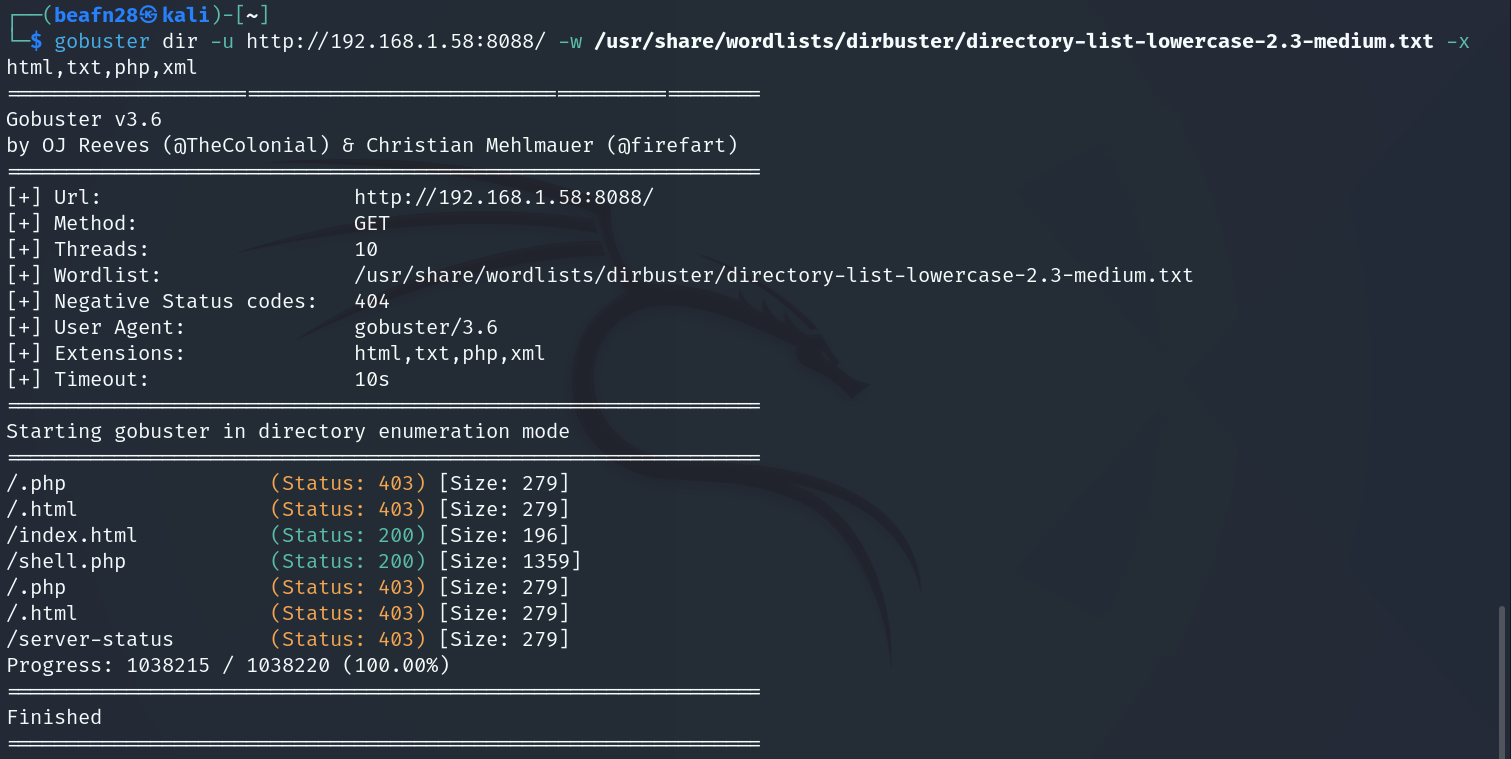 ┌──(beafn28㉿kali)-[~]
└─$ gobuster dir -u http://192.168.1.58:8088/ -w /usr/share/wordlists/dirbuster/directory-list-lowercase-2.3-medium.txt -x
html,txt,php,xml
===============================================================
Gobuster v3.6
by OJ Reeves (@TheColonial) & Christian Mehlmauer (@firefart)
===============================================================
[+] Url:                     http://192.168.1.58:8088/
[+] Method:                  GET
[+] Threads:                 10
[+] Wordlist:                /usr/share/wordlists/dirbuster/directory-list-lowercase-2.3-medium.txt
[+] Negative Status codes:   404
[+] User Agent:              gobuster/3.6
[+] Extensions:              html,txt,php,xml
[+] Timeout:                 10s
===============================================================
Starting gobuster in directory enumeration mode
===============================================================
/.php                 (Status: 403) [Size: 279]
/.html                (Status: 403) [Size: 279]
/index.html           (Status: 200) [Size: 196]
/shell.php            (Status: 200) [Size: 1359]
/.php                 (Status: 403) [Size: 279]
/.html                (Status: 403) [Size: 279]
/server-status        (Status: 403) [Size: 279]
Progress: 1038215 / 1038220 (100.00%)
===============================================================
Finished
===============================================================